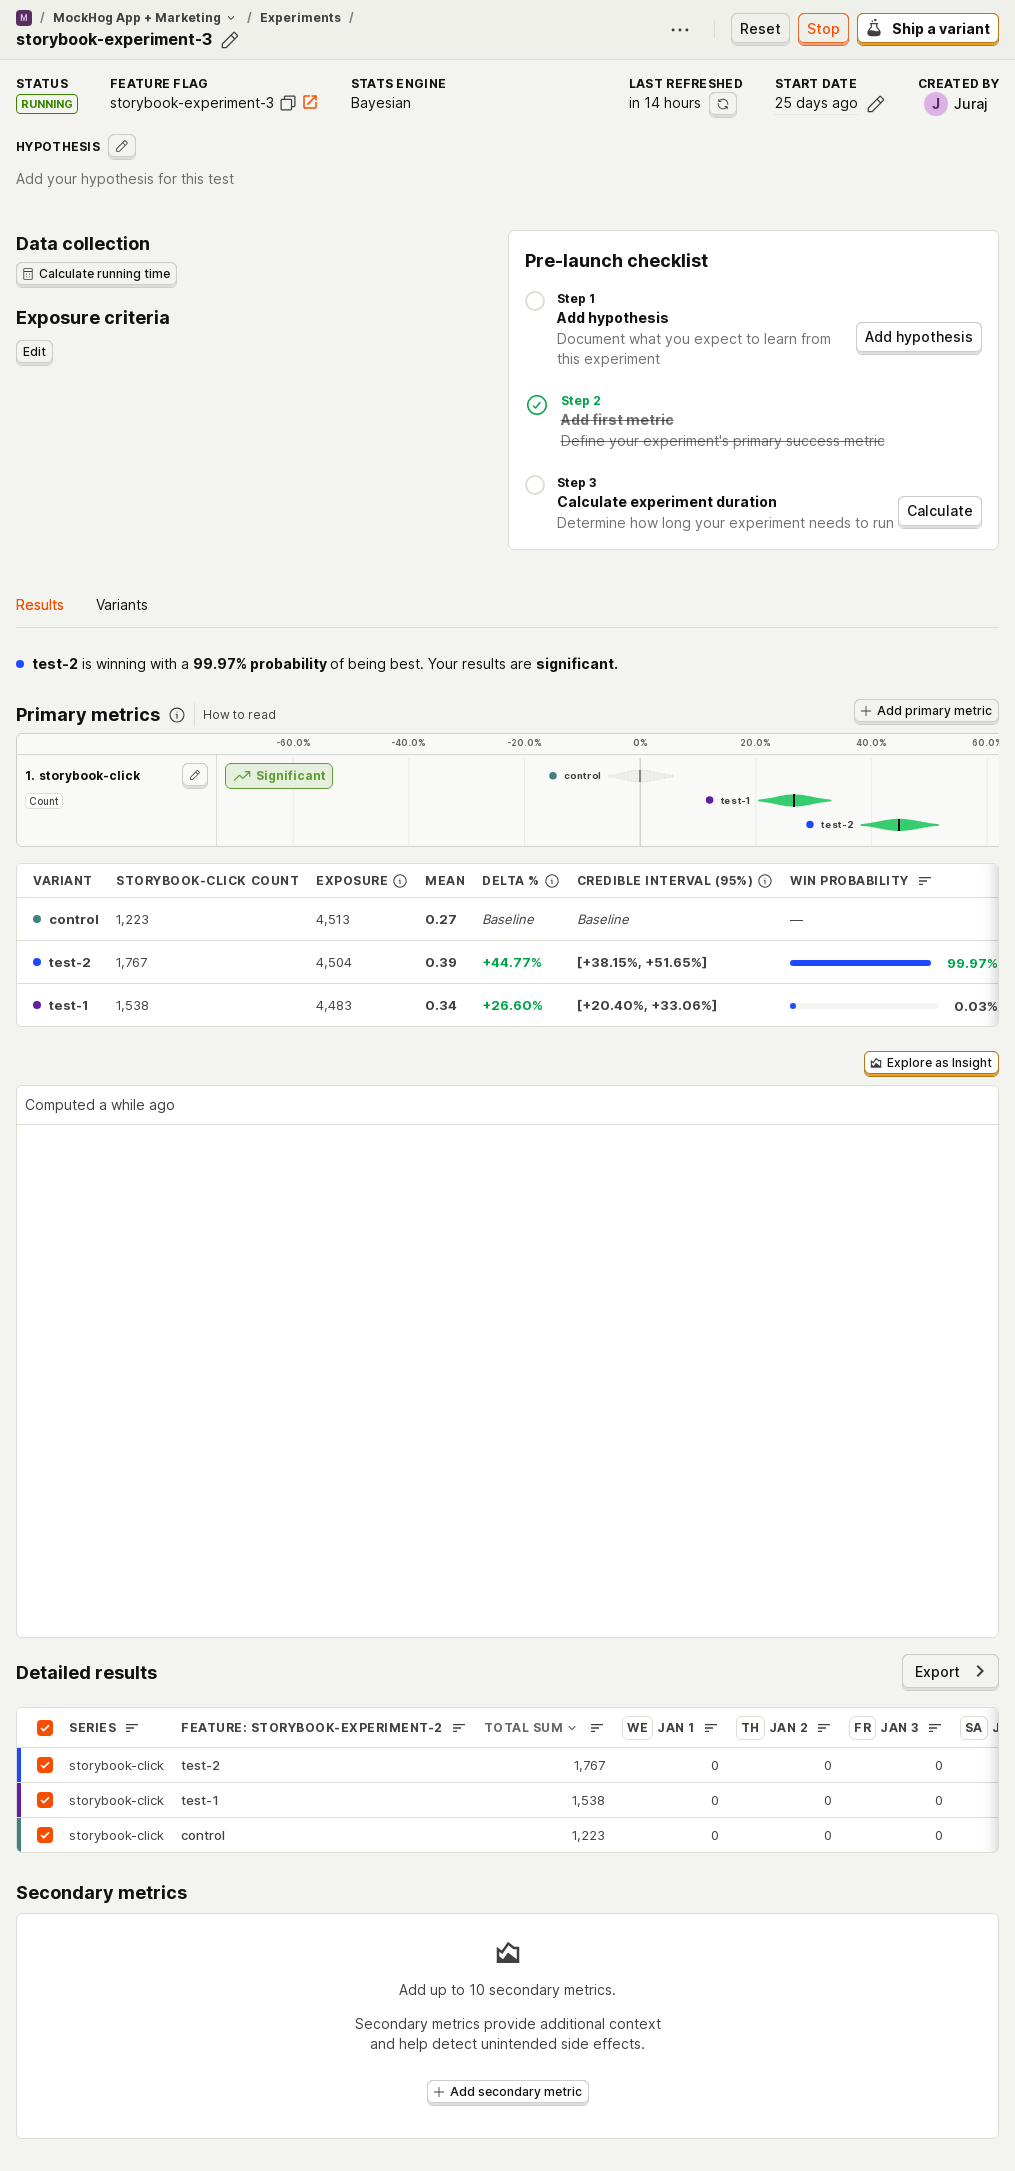 M / MockHog App + Marketing / Experiments /
storybook-experiment-3
Reset
Stop
Ship a variant
STATUS
RUNNING
FEATURE FLAG
storybook-experiment-3
STATS ENGINE
Bayesian
LAST REFRESHED
in 14 hours
START DATE
25 days ago
CREATED BY
J Juraj
HYPOTHESIS
Add your hypothesis for this test
Data collection
Calculate running time
Exposure criteria
Edit
Pre-launch checklist
Step 1
Add hypothesis
Document what you expect to learn from
this experiment
Add hypothesis
Step 2
Add first metric
Define your experiment's primary success metric
Step 3
Calculate experiment duration
Determine how long your experiment needs to run
Calculate
Results
Variants
test-2 is winning with a 99.97% probability of being best. Your results are significant.
Primary metrics
How to read
Add primary metric
-60.0% -40.0% -20.0% 0% 20.0% 40.0% 60.0%
1. storybook-click
Count
Significant
control
test-1
test-2
VARIANT STORYBOOK-CLICK COUNT EXPOSURE MEAN DELTA % CREDIBLE INTERVAL (95%) WIN PROBABILITY
control 1,223 4,513 0.27 Baseline Baseline —
test-2 1,767 4,504 0.39 +44.77% [+38.15%, +51.65%] 99.97%
test-1 1,538 4,483 0.34 +26.60% [+20.40%, +33.06%] 0.03%
Explore as Insight
Computed a while ago
Detailed results
Export
SERIES FEATURE: STORYBOOK-EXPERIMENT-2 TOTAL SUM WE JAN 1 TH JAN 2 FR JAN 3 SA
storybook-click test-2 1,767 0 0 0
storybook-click test-1 1,538 0 0 0
storybook-click control 1,223 0 0 0
Secondary metrics
Add up to 10 secondary metrics.
Secondary metrics provide additional context
and help detect unintended side effects.
Add secondary metric